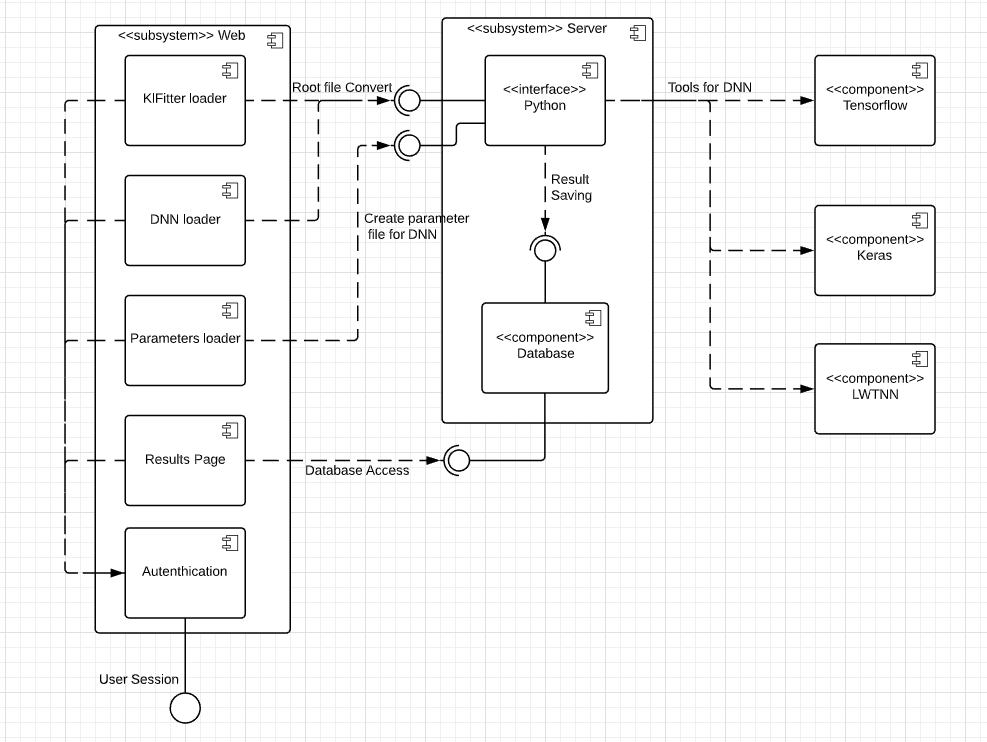 <<subsystem>> Web
KlFitter loader
DNN loader
Parameters loader
Results Page
Autenthication
User Session
Root file Convert
Create parameter
file for DNN
Database Access
<<subsystem>> Server
<<interface>>
Python
Result
Saving
<<component>>
Database
Tools for DNN
<<component>>
Tensorflow
<<component>>
Keras
<<component>>
LWTNN